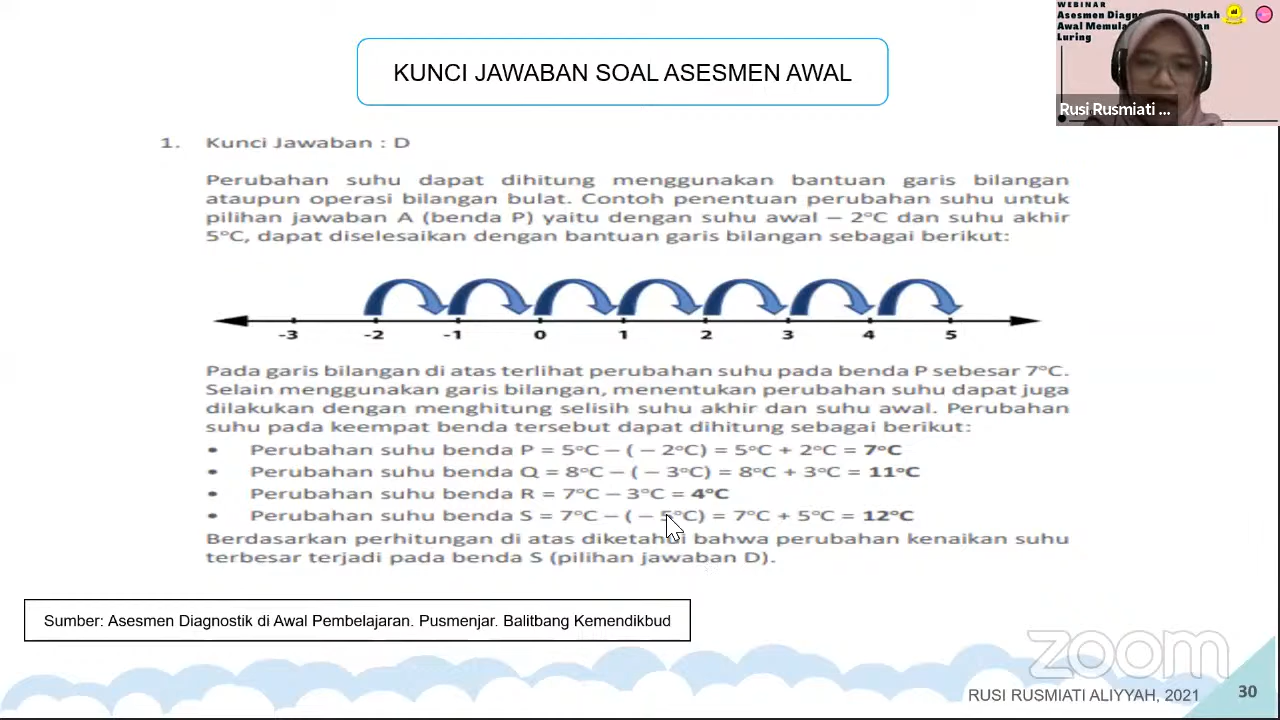 WEBINAR
Asesmen
Awal
Luring
Rusi Rusmiati ...
KUNCI JAWABAN SOAL ASESMEN AWAL
1. Kunci Jawaban : D
Perubahan suhu dapat dihitung menggunakan bantuan garis bilangan
ataupun operasi bilangan bulat. Contoh penentuan perubahan suhu untuk
pilihan jawaban A (benda P) yaitu dengan suhu awal – 2°C dan suhu akhir
5°C, dapat diselesaikan dengan bantuan garis bilangan sebagai berikut:
-3 -2 -1 0 1 2 3 4 5
Pada garis bilangan di atas terlihat perubahan suhu pada benda P sebesar 7°C.
Selain menggunakan garis bilangan, menentukan perubahan suhu dapat juga
dilakukan dengan menghitung selisih suhu akhir dan suhu awal. Perubahan
suhu pada keempat benda tersebut dapat dihitung sebagai berikut:
• Perubahan suhu benda P = 5°C – ( – 2°C) = 5°C + 2°C = 7°C
• Perubahan suhu benda Q = 8°C – ( – 3°C) = 8°C + 3°C = 11°C
• Perubahan suhu benda R = 7°C – 3°C = 4°C
• Perubahan suhu benda S = 7°C – ( – 5°C) = 7°C + 5°C = 12°C
Berdasarkan perhitungan di atas diketahui bahwa perubahan kenaikan suhu
terbesar terjadi pada benda S (pilihan jawaban D).
Sumber: Asesmen Diagnostik di Awal Pembelajaran. Pusmenjar. Balitbang Kemendikbud
zoom
RUSI RUSMIATI ALIYYAH, 2021
30